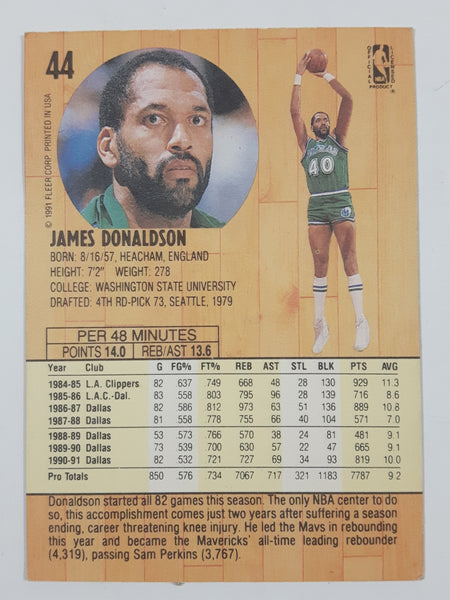 44
OFFICIAL LICENSED
NBA
PRODUCT
®
© 1991 FLEER CORP. PRINTED IN USA
40
JAMES DONALDSON
BORN: 8/16/57, HEACHAM, ENGLAND
HEIGHT: 7'2" WEIGHT: 278
COLLEGE: WASHINGTON STATE UNIVERSITY
DRAFTED: 4TH RD-PICK 73, SEATTLE, 1979
PER 48 MINUTES
POINTS 14.0 REB/AST 13.6
Year Club G FG% FT% REB AST STL BLK PTS AVG
1984-85 L.A. Clippers 82 637 .749 668 48 28 130 929 11.3
1985-86 L.A.C.-Dal. 83 558 .803 795 96 28 139 716 8.6
1986-87 Dallas 82 586 .812 973 63 51 136 889 10.8
1987-88 Dallas 81 558 .778 755 66 40 104 571 7.0
1988-89 Dallas 53 573 .766 570 38 24 81 481 9.1
1989-90 Dallas 73 539 .700 630 57 22 47 665 9.1
1990-91 Dallas 82 532 .721 727 69 34 93 819 10.0
Pro Totals 850 576 734 7067 717 321 1183 7787 9.2
Donaldson started all 82 games this season. The only NBA center to do
so, this accomplishment comes just two years after suffering a season
ending, career threatening knee injury. He led the Mavs in rebounding
this year and became the Mavericks' all-time leading rebounder
(4,319), passing Sam Perkins (3,767).